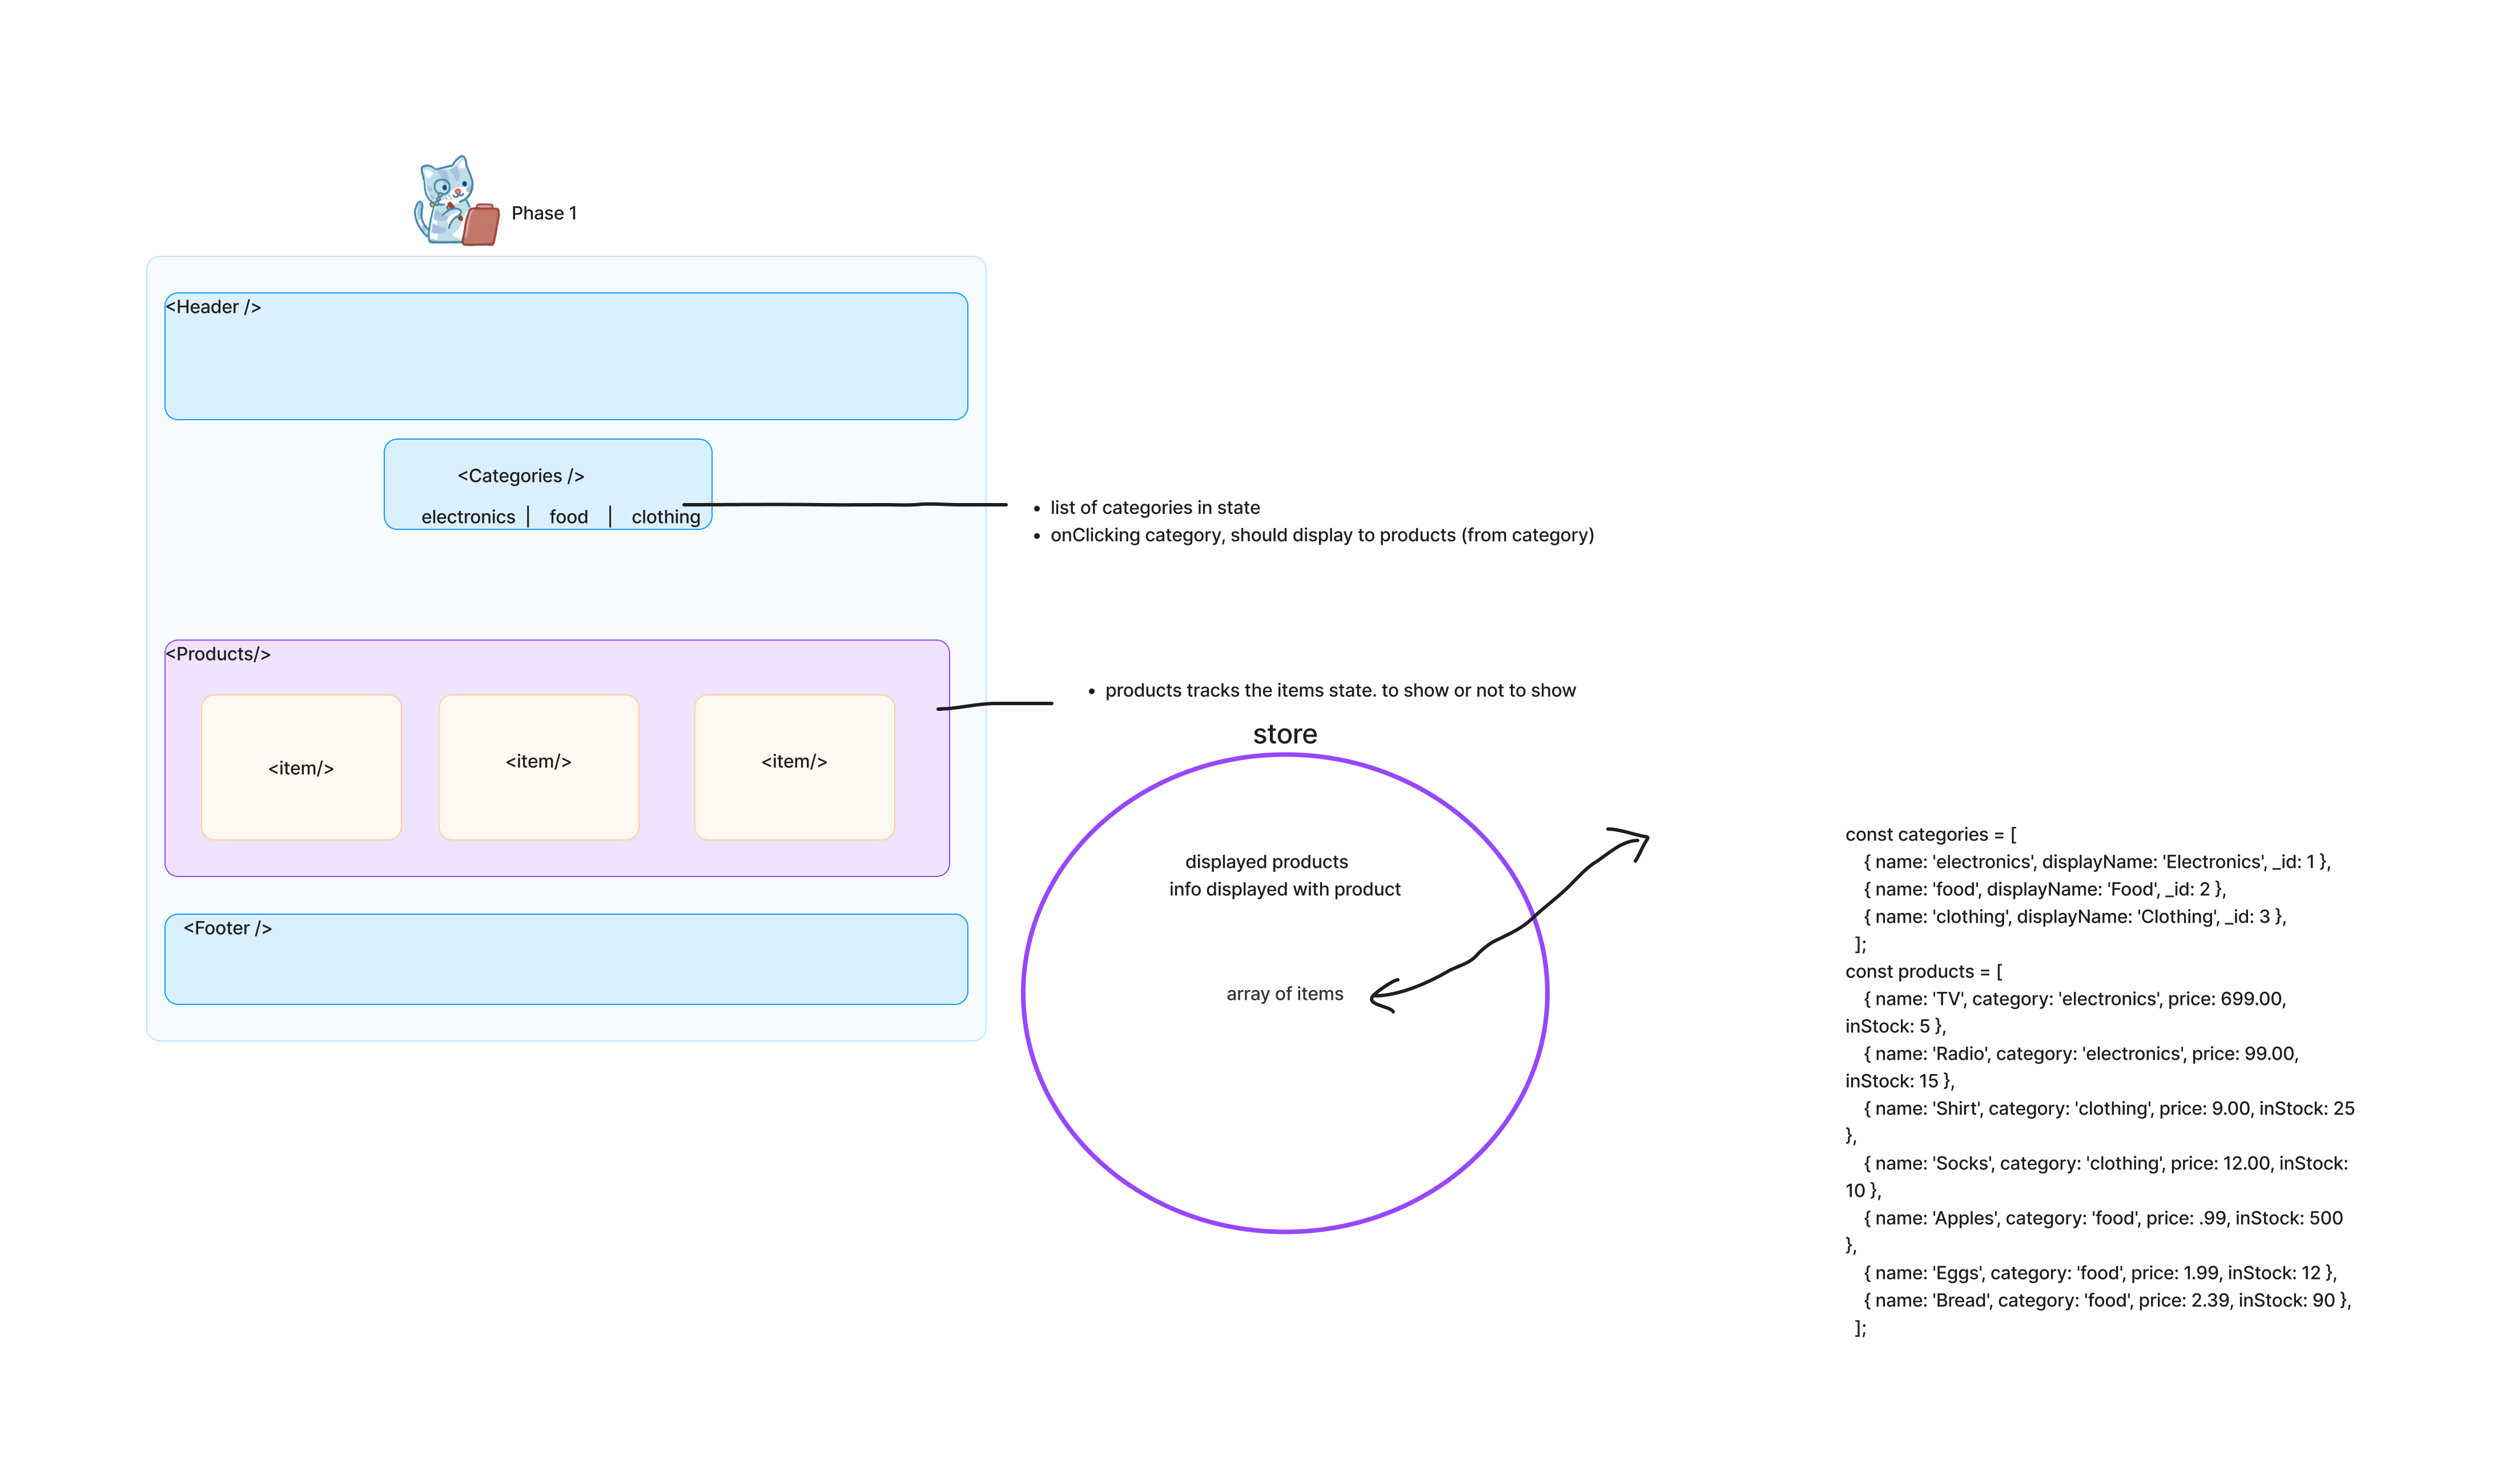 Phase 1
<Header />
<Categories />
electronics | food | clothing
• list of categories in state
• onClicking category, should display to products (from category)
<Products/>
<item/>
<item/>
<item/>
• products tracks the items state. to show or not to show
<Footer />
store
displayed products
info displayed with product
array of items
const categories = [
{ name: 'electronics', displayName: 'Electronics', _id: 1 },
{ name: 'food', displayName: 'Food', _id: 2 },
{ name: 'clothing', displayName: 'Clothing', _id: 3 },
];
const products = [
{ name: 'TV', category: 'electronics', price: 699.00,
inStock: 5 },
{ name: 'Radio', category: 'electronics', price: 99.00,
inStock: 15 },
{ name: 'Shirt', category: 'clothing', price: 9.00, inStock: 25
},
{ name: 'Socks', category: 'clothing', price: 12.00, inStock:
10 },
{ name: 'Apples', category: 'food', price: .99, inStock: 500
},
{ name: 'Eggs', category: 'food', price: 1.99, inStock: 12 },
{ name: 'Bread', category: 'food', price: 2.39, inStock: 90 },
];